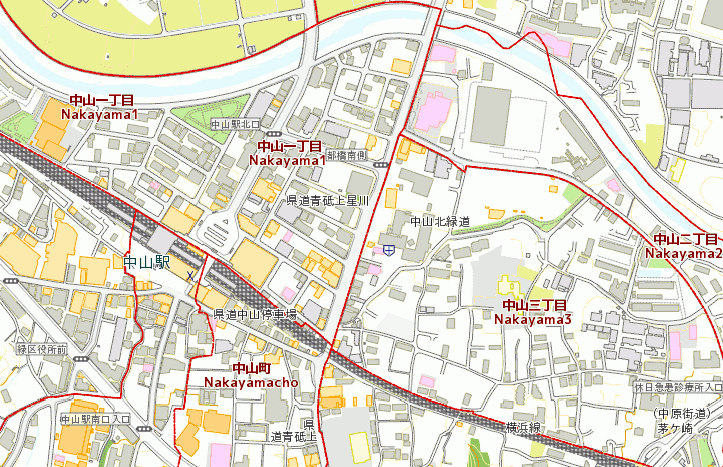 中山一丁目
Nakayama1
中山駅北口
中山一丁目
Nakayama1
都橋南側
県道青砥上星川
中山北緑道
中山二丁目
Nakayama2
中山駅
中山三丁目
Nakayama3
県道中山停車場
緑区役所前
中山町
Nakayamacho
休日急患診療所入口
中山駅南口入口
県
道青砥上
横浜線
(中原街道)
茅ケ崎